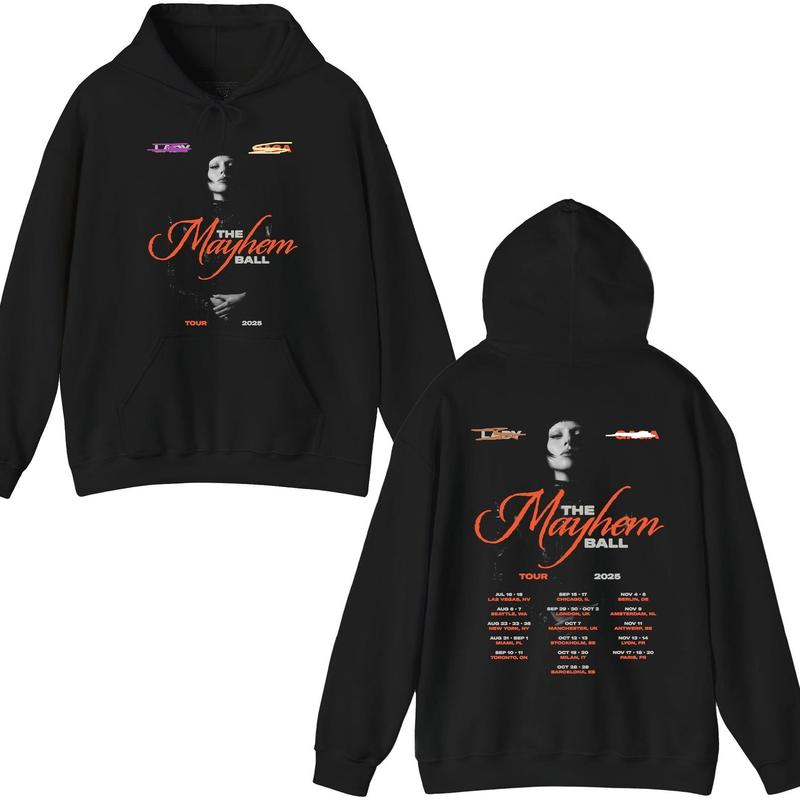 LADY GAGA
THE
Mayhem
BALL
TOUR 2025
LADY GAGA
THE
Mayhem
BALL
TOUR 2025
JUL 16 • 18
LAS VEGAS, NV
AUG 6 • 7
SEATTLE, WA
AUG 22 • 23 • 26
NEW YORK, NY
AUG 31 • SEP 1
MIAMI, FL
SEP 10 • 11
TORONTO, ON
SEP 15 • 17
CHICAGO, IL
SEP 29 • 30 • OCT 2
LONDON, UK
OCT 7
MANCHESTER, UK
OCT 12 • 13
STOCKHOLM, SE
OCT 19 • 20
MILAN, IT
OCT 28 • 29
BARCELONA, ES
NOV 4 • 5
BERLIN, DE
NOV 9
AMSTERDAM, NL
NOV 11
ANTWERP, BE
NOV 13 • 14
LYON, FR
NOV 17 • 18 • 20
PARIS, FR